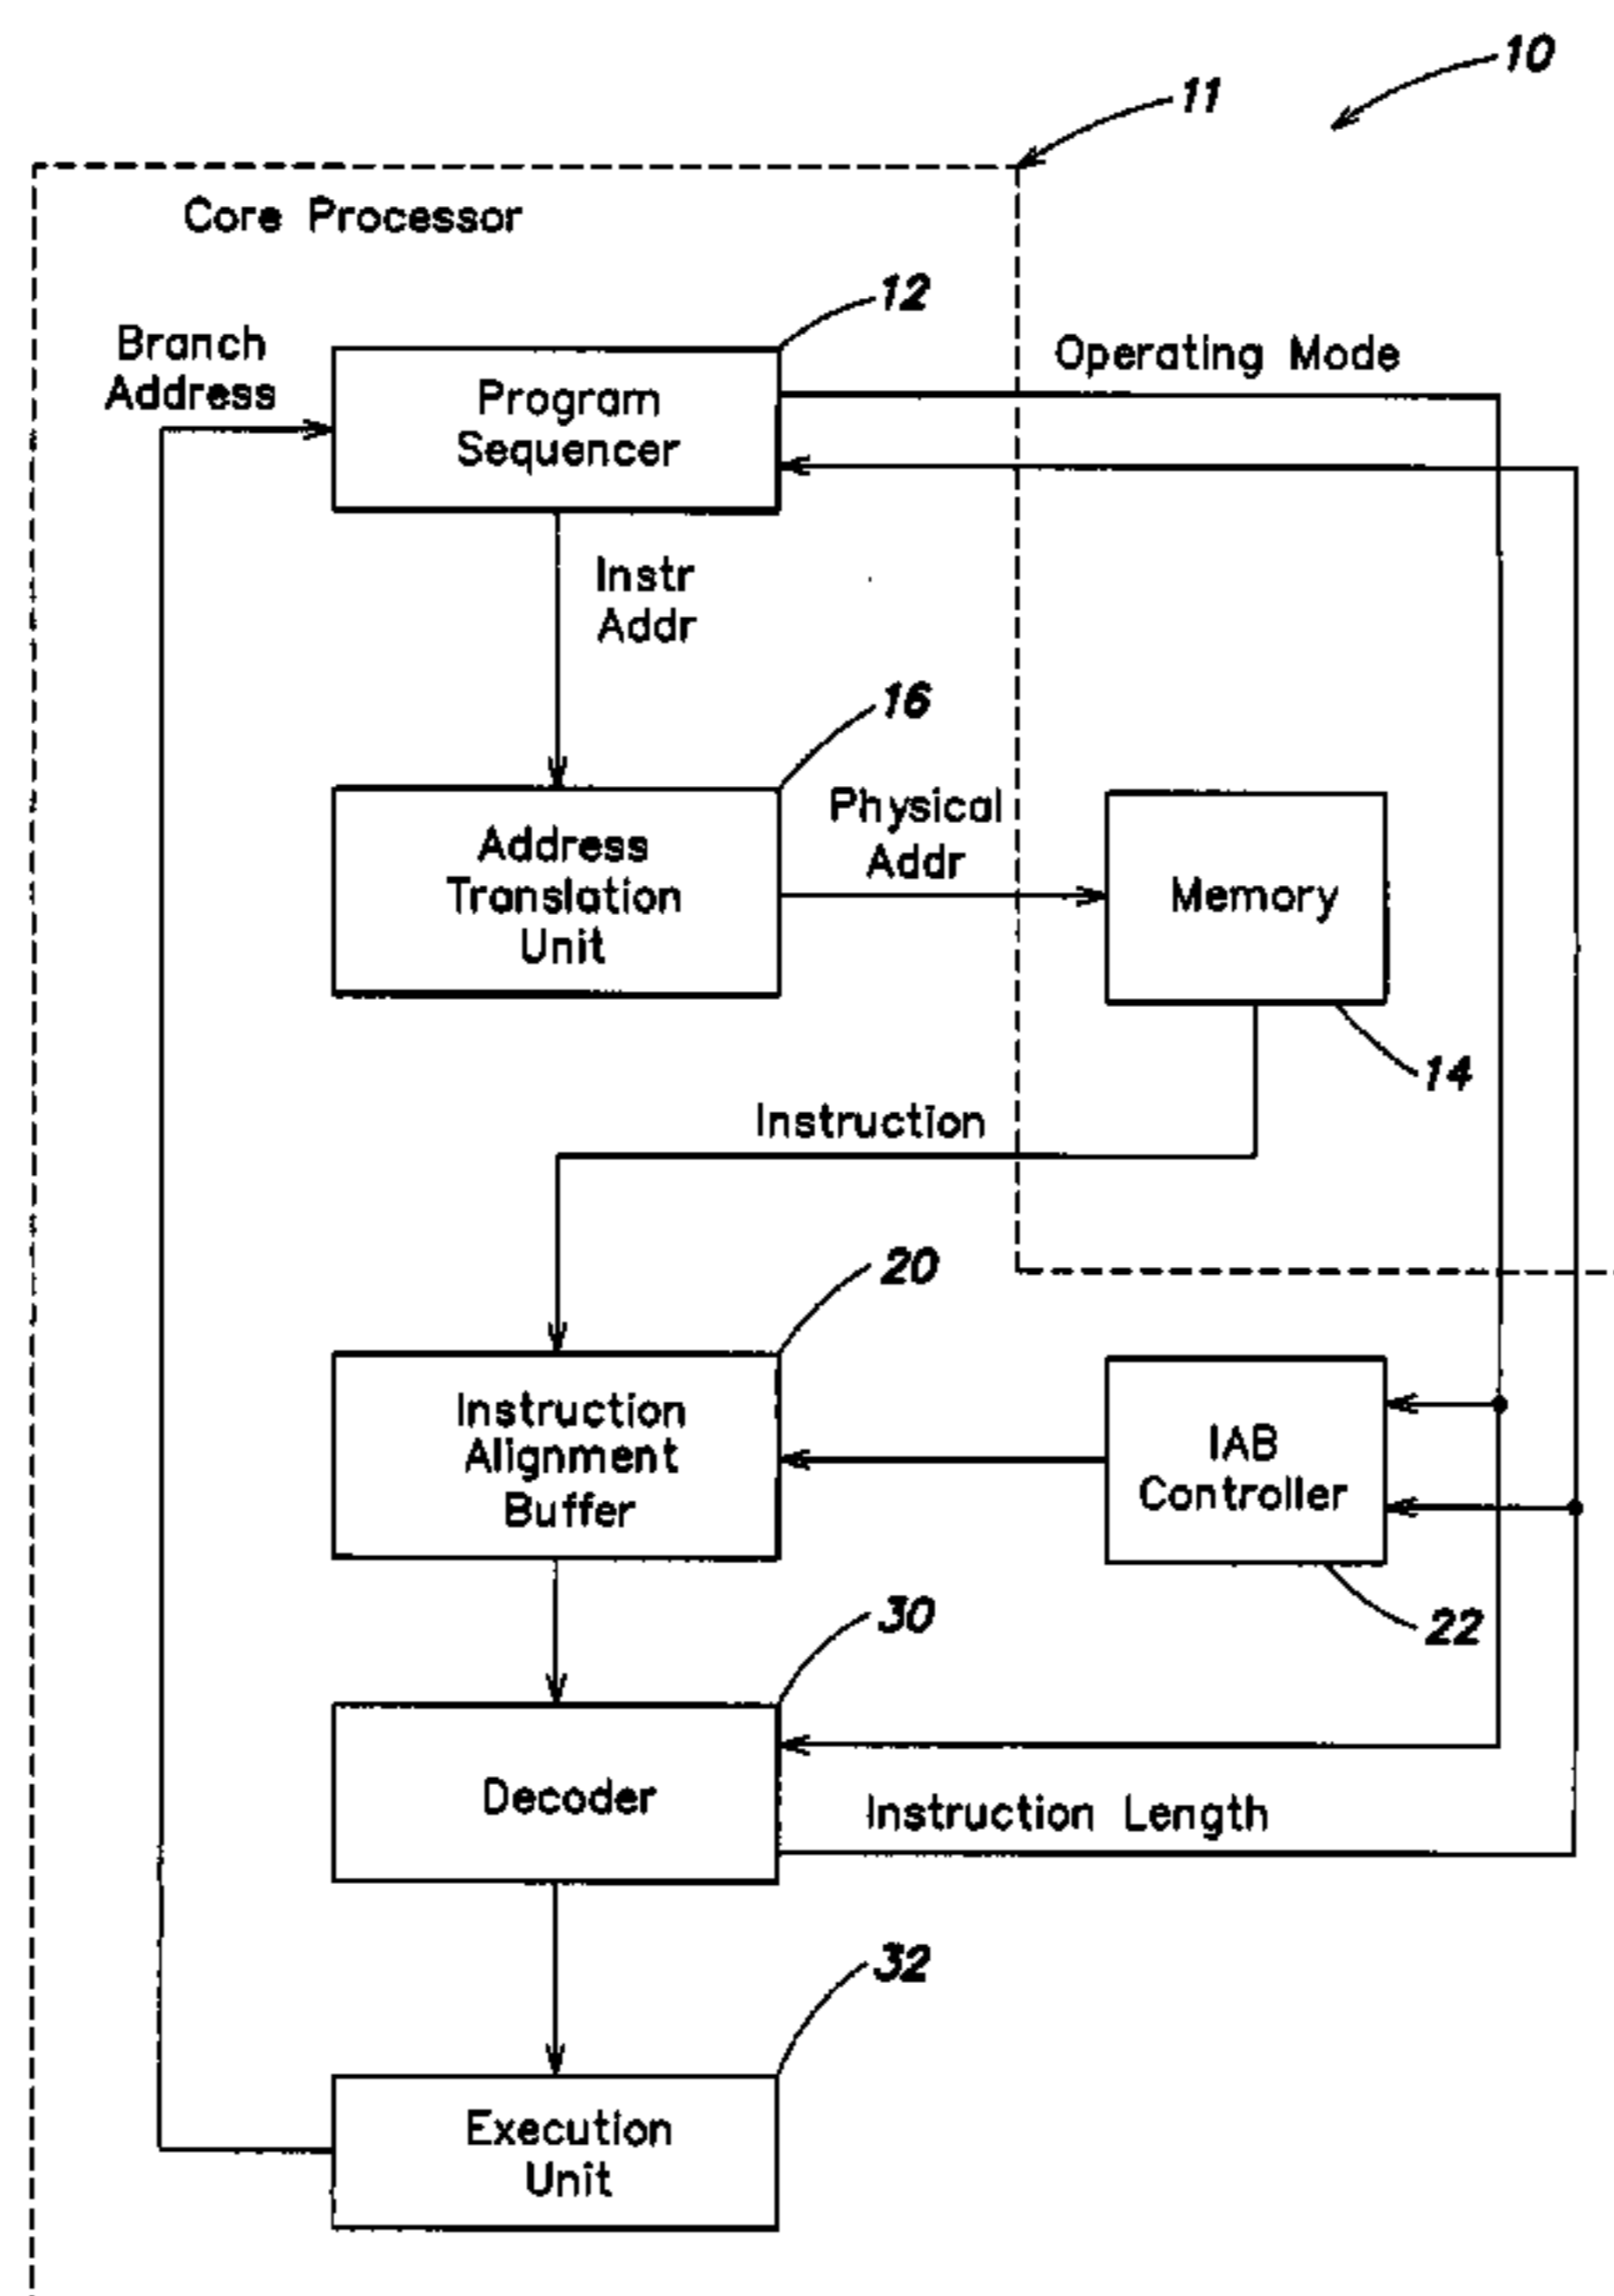 10
11
Core Processor
12
Branch
Address
Operating Mode
Program
Sequencer
Instr
Addr
16
Physical
Addr
Address
Translation
Unit
Memory
14
Instruction
20
Instruction
Alignment
Buffer
IAB
Controller
22
30
Decoder
Instruction Length
32
Execution
Unit